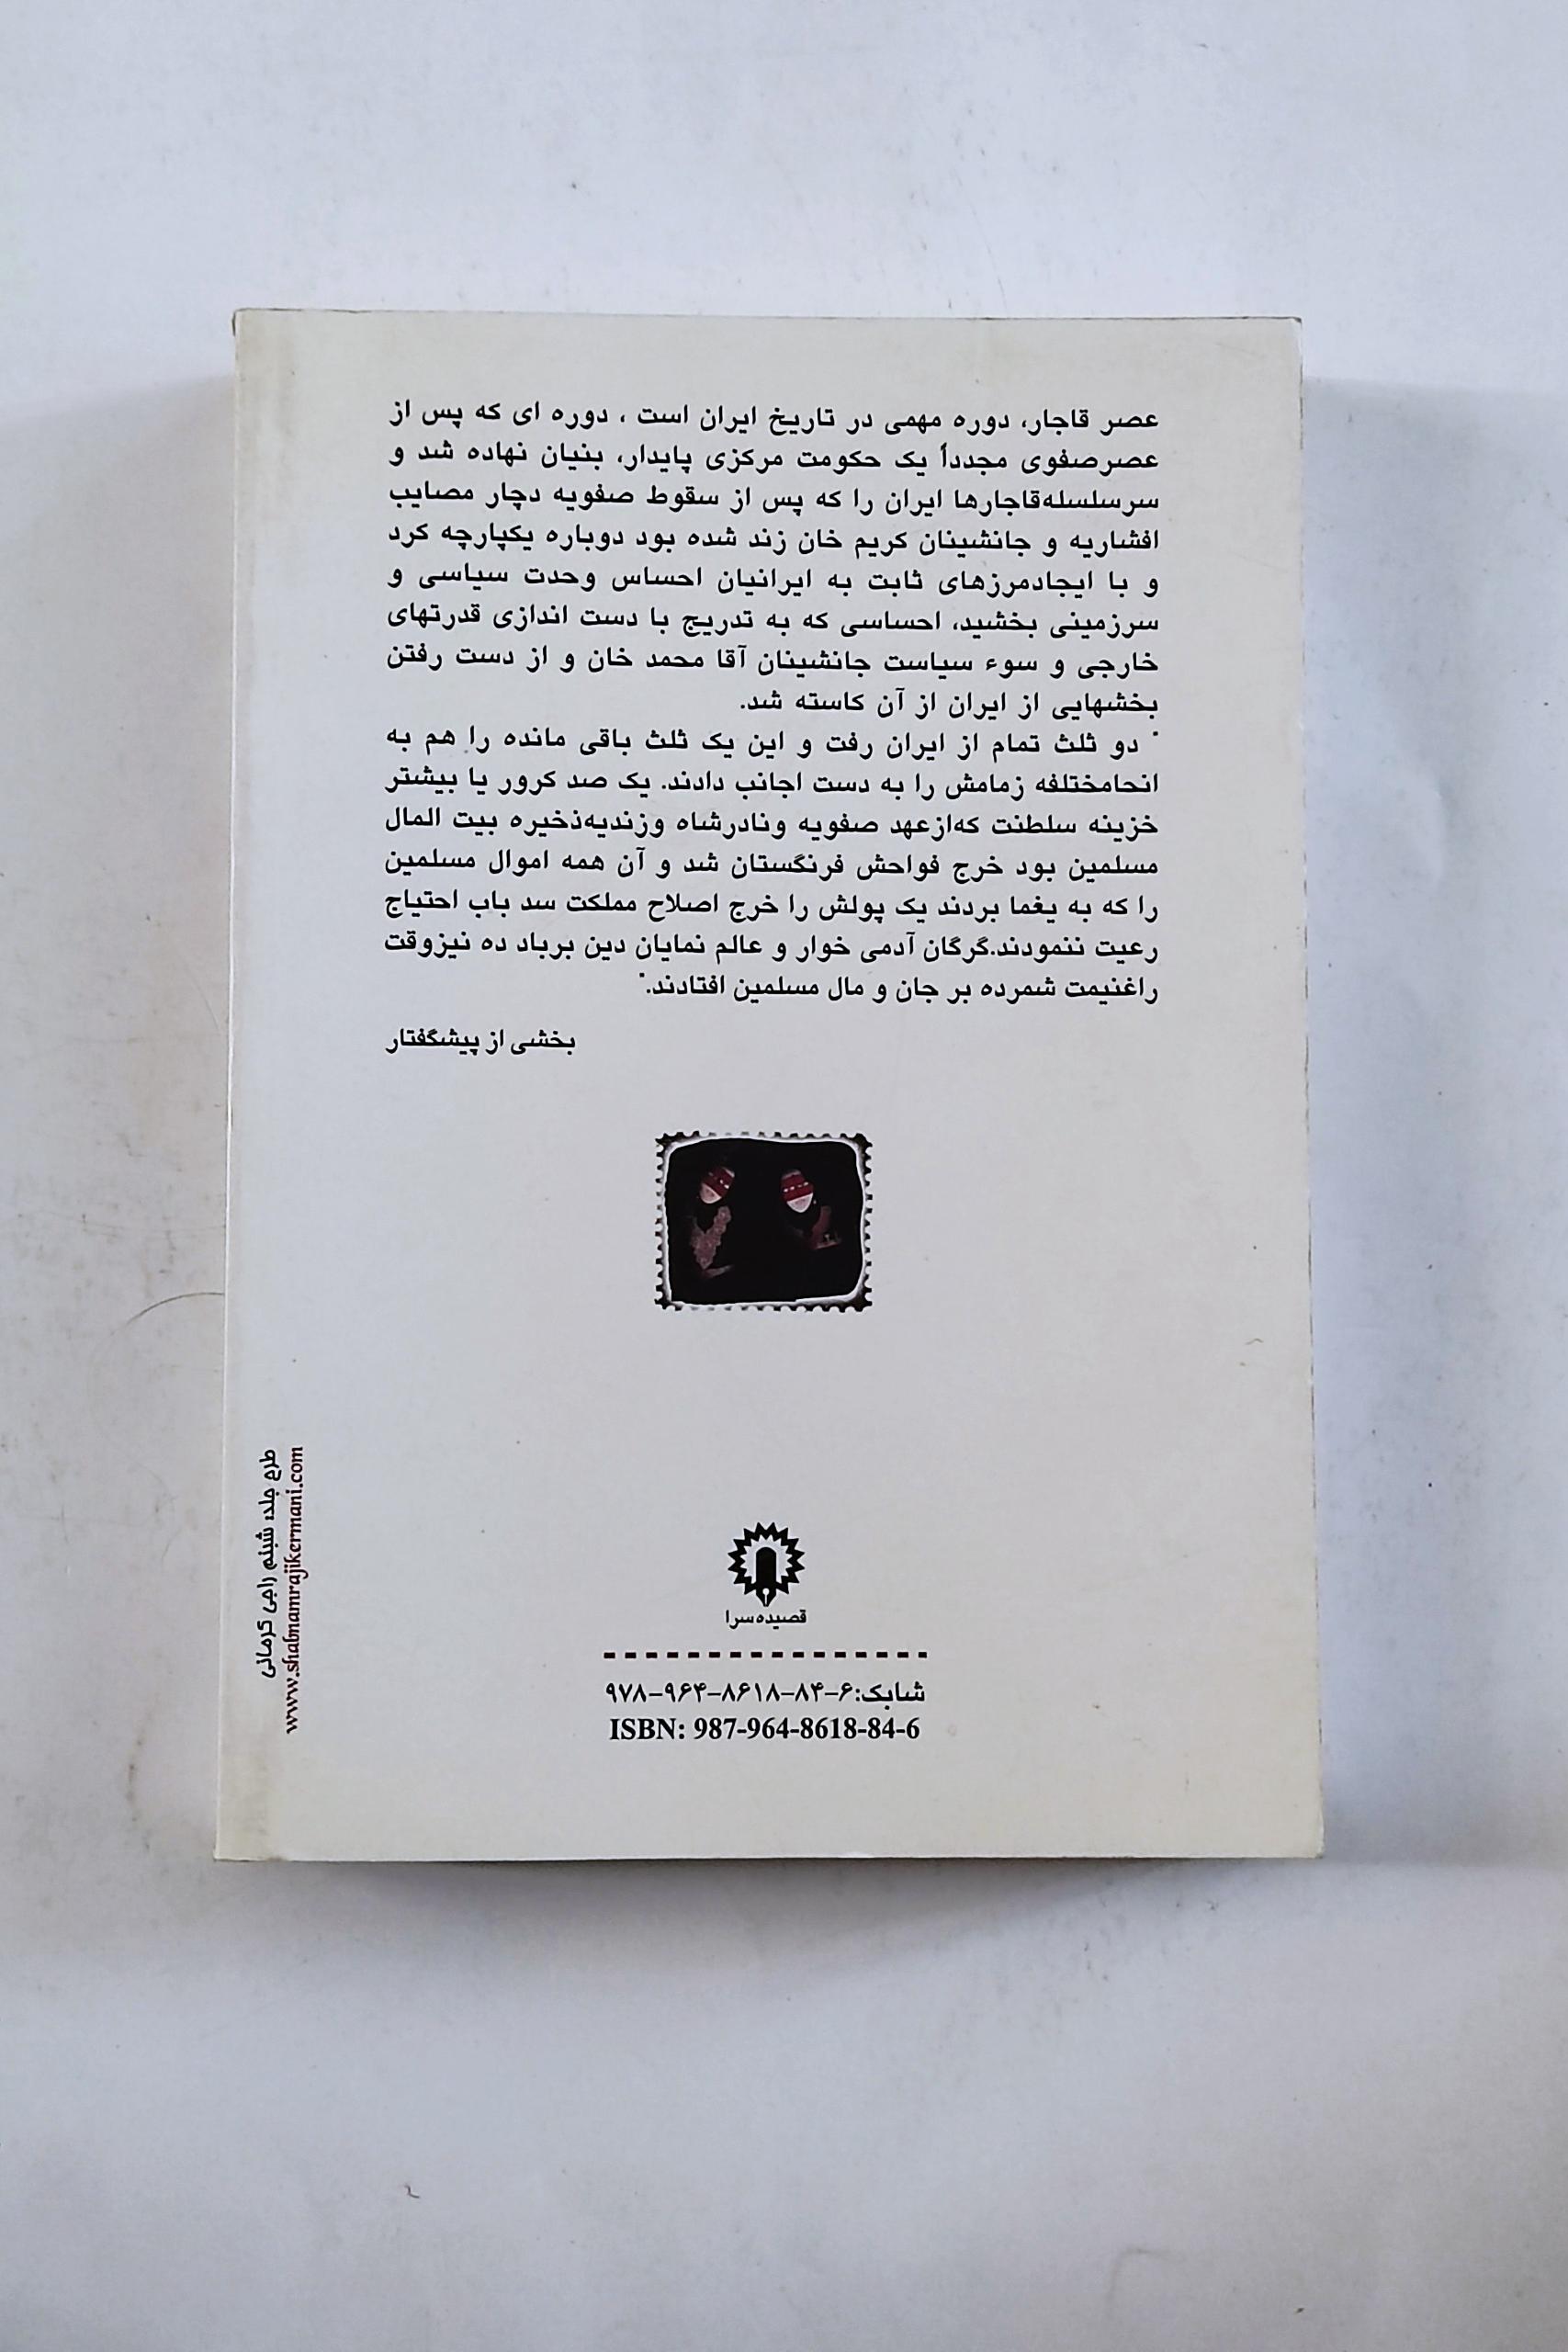 عصر قاجار، دوره مهمی در تاریخ ایران است ، دوره ای که پس از
عصرصفوی مجدداً یک حکومت مرکزی پایدار، بنیان نهاده شد و
سرسلسله‌قاجارها ایران را که پس از سقوط صفویه دچار مصایب
افشاریه و جانشینان کریم خان زند شده بود دوباره یکپارچه کرد
و با ایجادمرزهای ثابت به ایرانیان احساس وحدت سیاسی و
سرزمینی بخشید، احساسی که به تدریج با دست اندازی قدرتهای
خارجی و سوء سیاست جانشینان آقا محمد خان و از دست رفتن
بخشهایی از ایران از آن کاسته شد.
" دو ثلث تمام از ایران رفت و این یک ثلث باقی مانده را هم به
انحامختلفه زمامش را به دست اجانب دادند. یک صد کرور یا بیشتر
خزینه سلطنت که‌ازعهد صفویه ونادرشاه وزندیه‌ذخیره بیت المال
مسلمین بود خرج فواحش فرنگستان شد و آن همه اموال مسلمین
را که به یغما بردند یک پولش را خرج اصلاح مملکت سد باب احتیاج
رعیت ننمودند.گرگان آدمی خوار و عالم نمایان دین برباد ده نیزوقت
راغنیمت شمرده بر جان و مال مسلمین افتادند."
بخشی از پیشگفتار
طرح جلد: شبنم راجی کرمانی
www.shabnamrajikermani.com
قصیده‌سرا
شابک:۶-۸۴-۸۶۱۸-۹۶۴-۹۷۸
ISBN: 987-964-8618-84-6